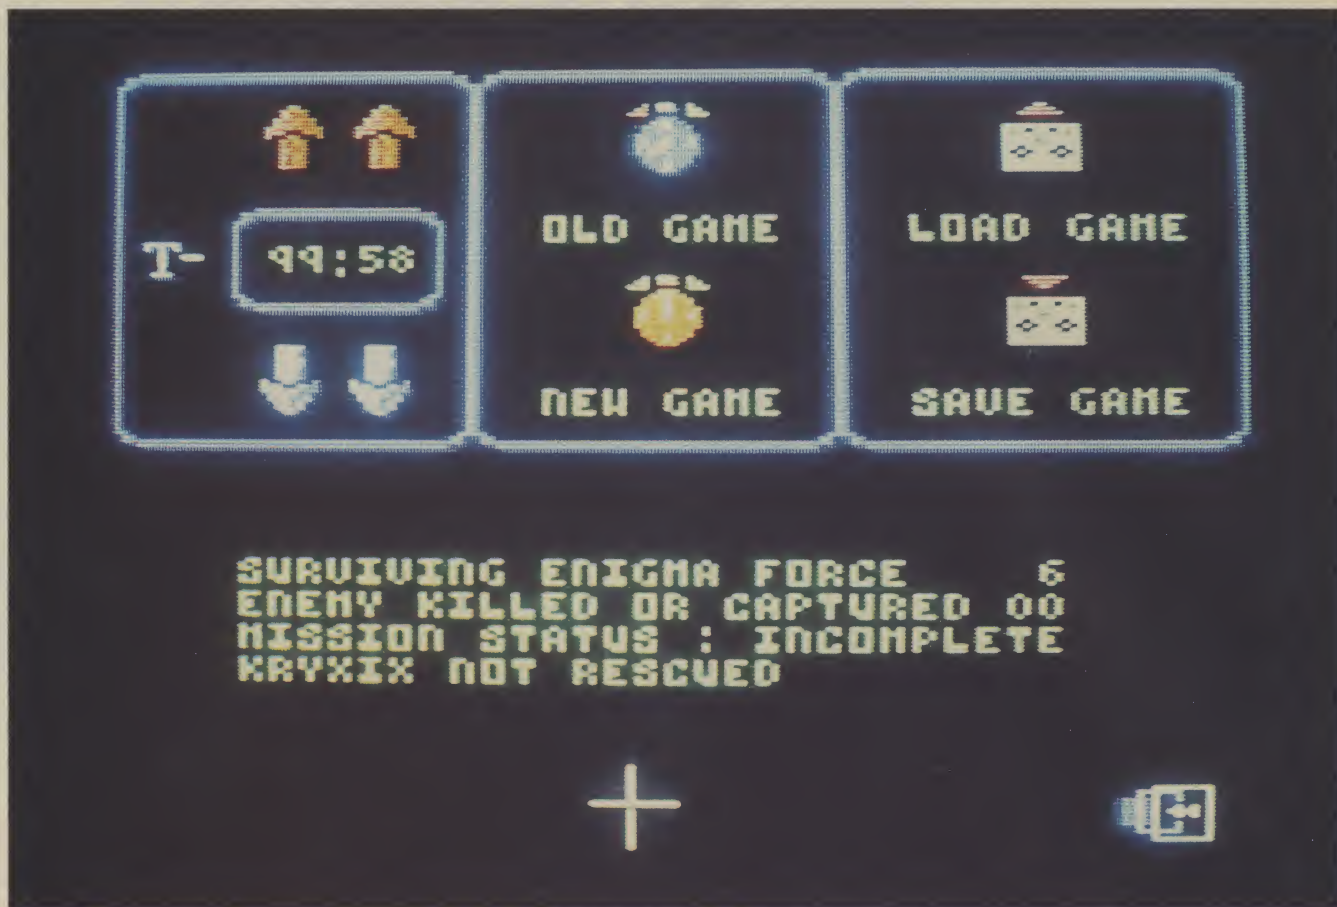 T- 99:58
OLD GAME
NEW GAME
LOAD GAME
SAVE GAME
SURVIVING ENIGMA FORCE 6
ENEMY KILLED OR CAPTURED 00
MISSION STATUS : INCOMPLETE
KRYXIX NOT RESCUED